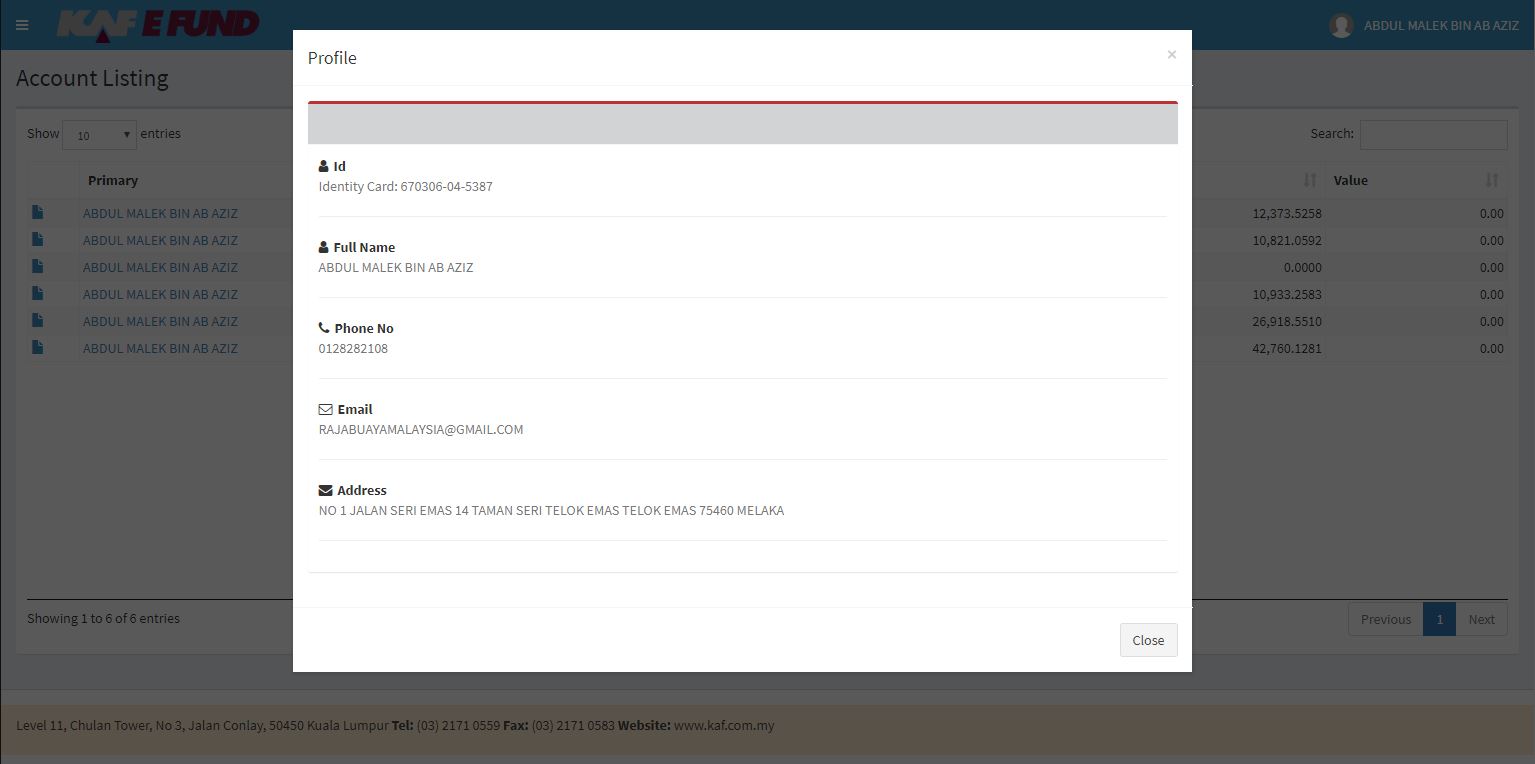 KAF E FUND
ABDUL MALEK BIN AB AZIZ
Account Listing
Show 10 entries
Search:
Primary
Value
ABDUL MALEK BIN AB AZIZ 12,373.5258 0.00
ABDUL MALEK BIN AB AZIZ 10,821.0592 0.00
ABDUL MALEK BIN AB AZIZ 0.0000 0.00
ABDUL MALEK BIN AB AZIZ 10,933.2583 0.00
ABDUL MALEK BIN AB AZIZ 26,918.5510 0.00
ABDUL MALEK BIN AB AZIZ 42,760.1281 0.00
Showing 1 to 6 of 6 entries
Previous 1 Next
Profile ×
Id
Identity Card: 670306-04-5387
Full Name
ABDUL MALEK BIN AB AZIZ
Phone No
0128282108
Email
RAJABUAYAMALAYSIA@GMAIL.COM
Address
NO 1 JALAN SERI EMAS 14 TAMAN SERI TELOK EMAS TELOK EMAS 75460 MELAKA
Close
Level 11, Chulan Tower, No 3, Jalan Conlay, 50450 Kuala Lumpur Tel: (03) 2171 0559 Fax: (03) 2171 0583 Website: www.kaf.com.my